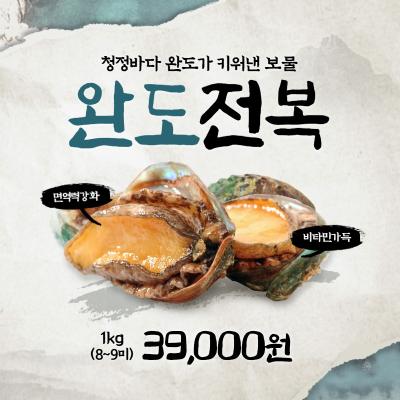 청정바다 완도가 키워낸 보물
완도전복
면역력강화
비타민가득
1kg
(8~9미)
39,000원